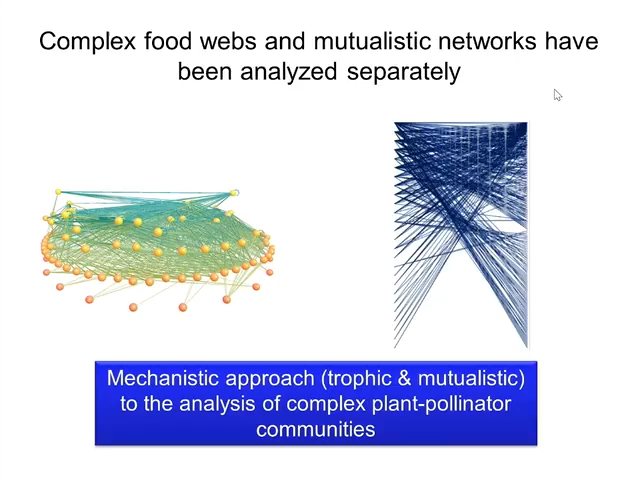 Complex food webs and mutualistic networks have
been analyzed separately
Mechanistic approach (trophic & mutualistic)
to the analysis of complex plant-pollinator
communities